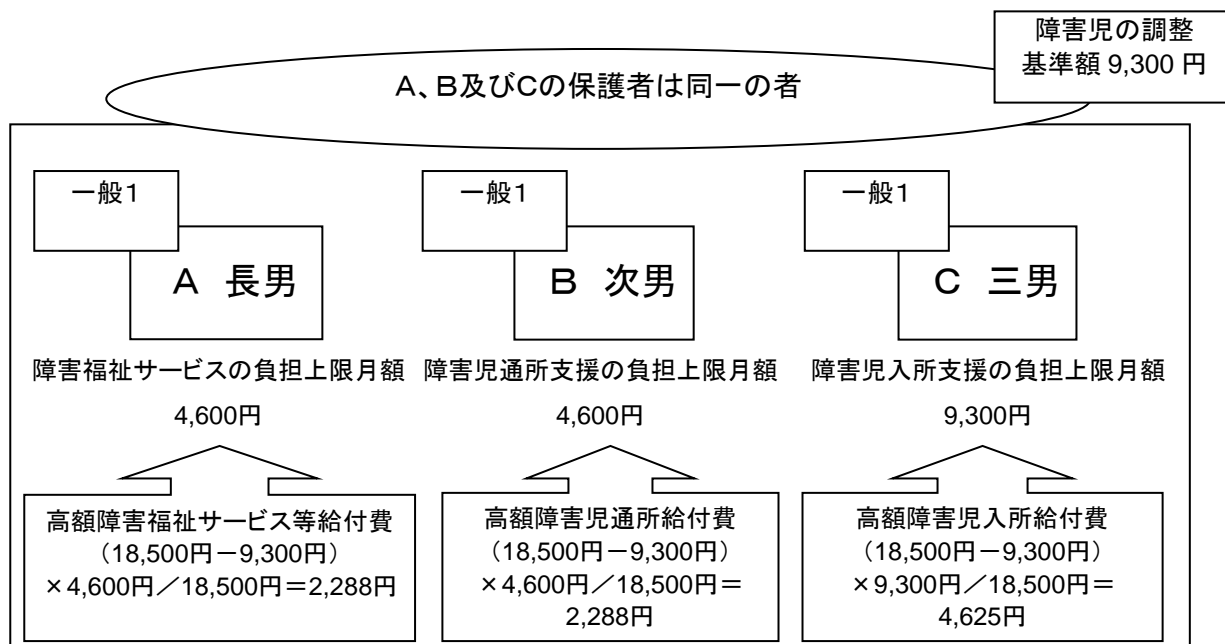 障害児の調整
基準額 9,300 円
A、B及びCの保護者は同一の者
一般1
一般1
一般1
A 長男
B 次男
C 三男
障害福祉サービスの負担上限月額
4,600円
障害児通所支援の負担上限月額
4,600円
障害児入所支援の負担上限月額
9,300円
高額障害福祉サービス等給付費
(18,500円-9,300円)
×4,600円/18,500円=2,288円
高額障害児通所給付費
(18,500円-9,300円)
×4,600円/18,500円=
2,288円
高額障害児入所給付費
(18,500円-9,300円)
×9,300円/18,500円=
4,625円